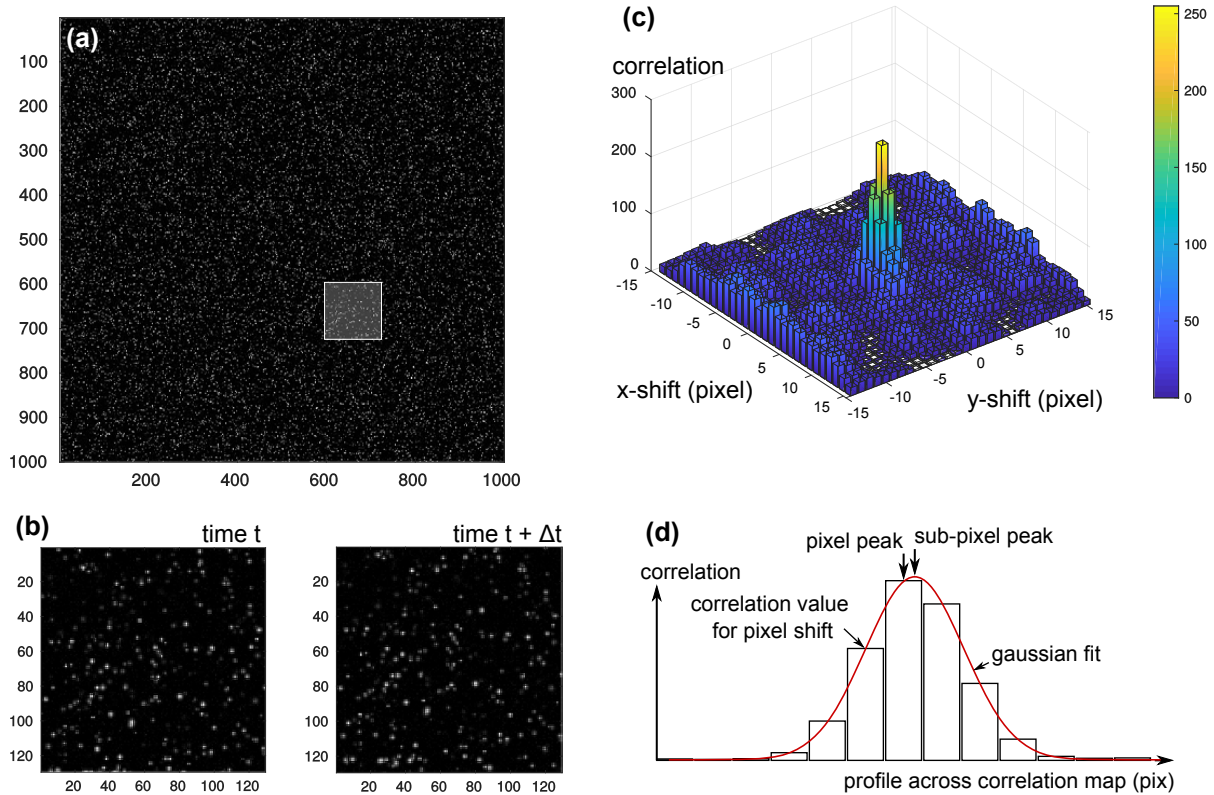 (a)
100
200
300
400
500
600
700
800
900
1000
200 400 600 800 1000
(c)
correlation
300
200
100
0
-15
-10
-5
0
5
10
15
x-shift (pixel)
-15
-10
-5
0
5
10
15
y-shift (pixel)
250
200
150
100
50
0
(b)
time t
20
40
60
80
100
120
20 40 60 80 100 120
time t + Δt
20
40
60
80
100
120
20 40 60 80 100 120
(d)
pixel peak
sub-pixel peak
correlation
correlation value
for pixel shift
gaussian fit
profile across correlation map (pix)